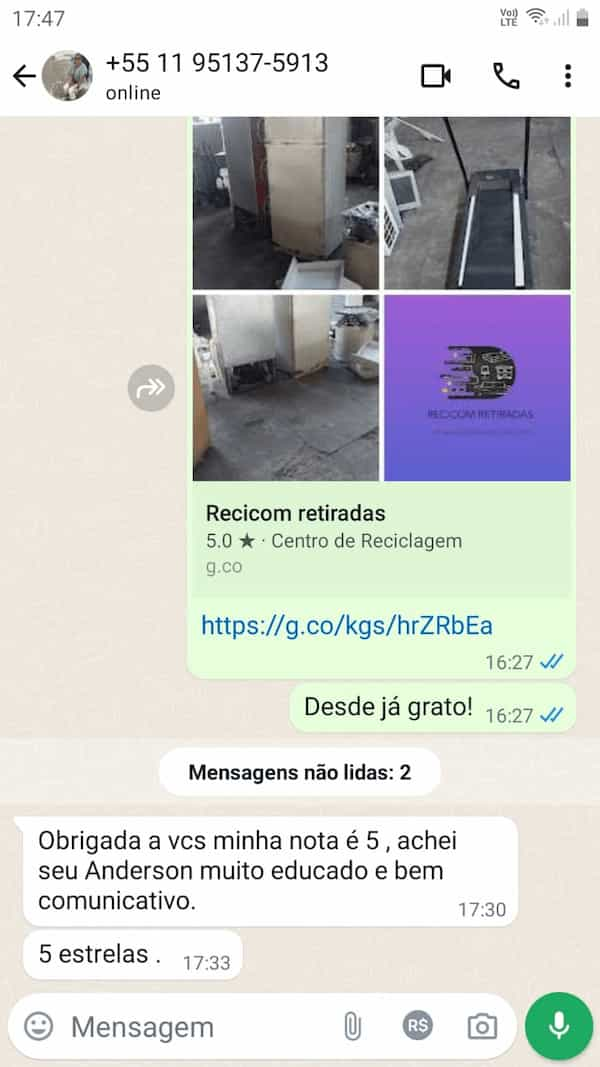 17:47
Voi)
LTE
+55 11 95137-5913
online
RECICOM RETIRADAS
Recicom retiradas
5.0 ★ · Centro de Reciclagem
g.co
https://g.co/kgs/hrZRbEa
16:27
Desde já grato!
16:27
Mensagens não lidas: 2
Obrigada a vcs minha nota é 5 , achei
seu Anderson muito educado e bem
comunicativo.
17:30
5 estrelas .
17:33
Mensagem
R$